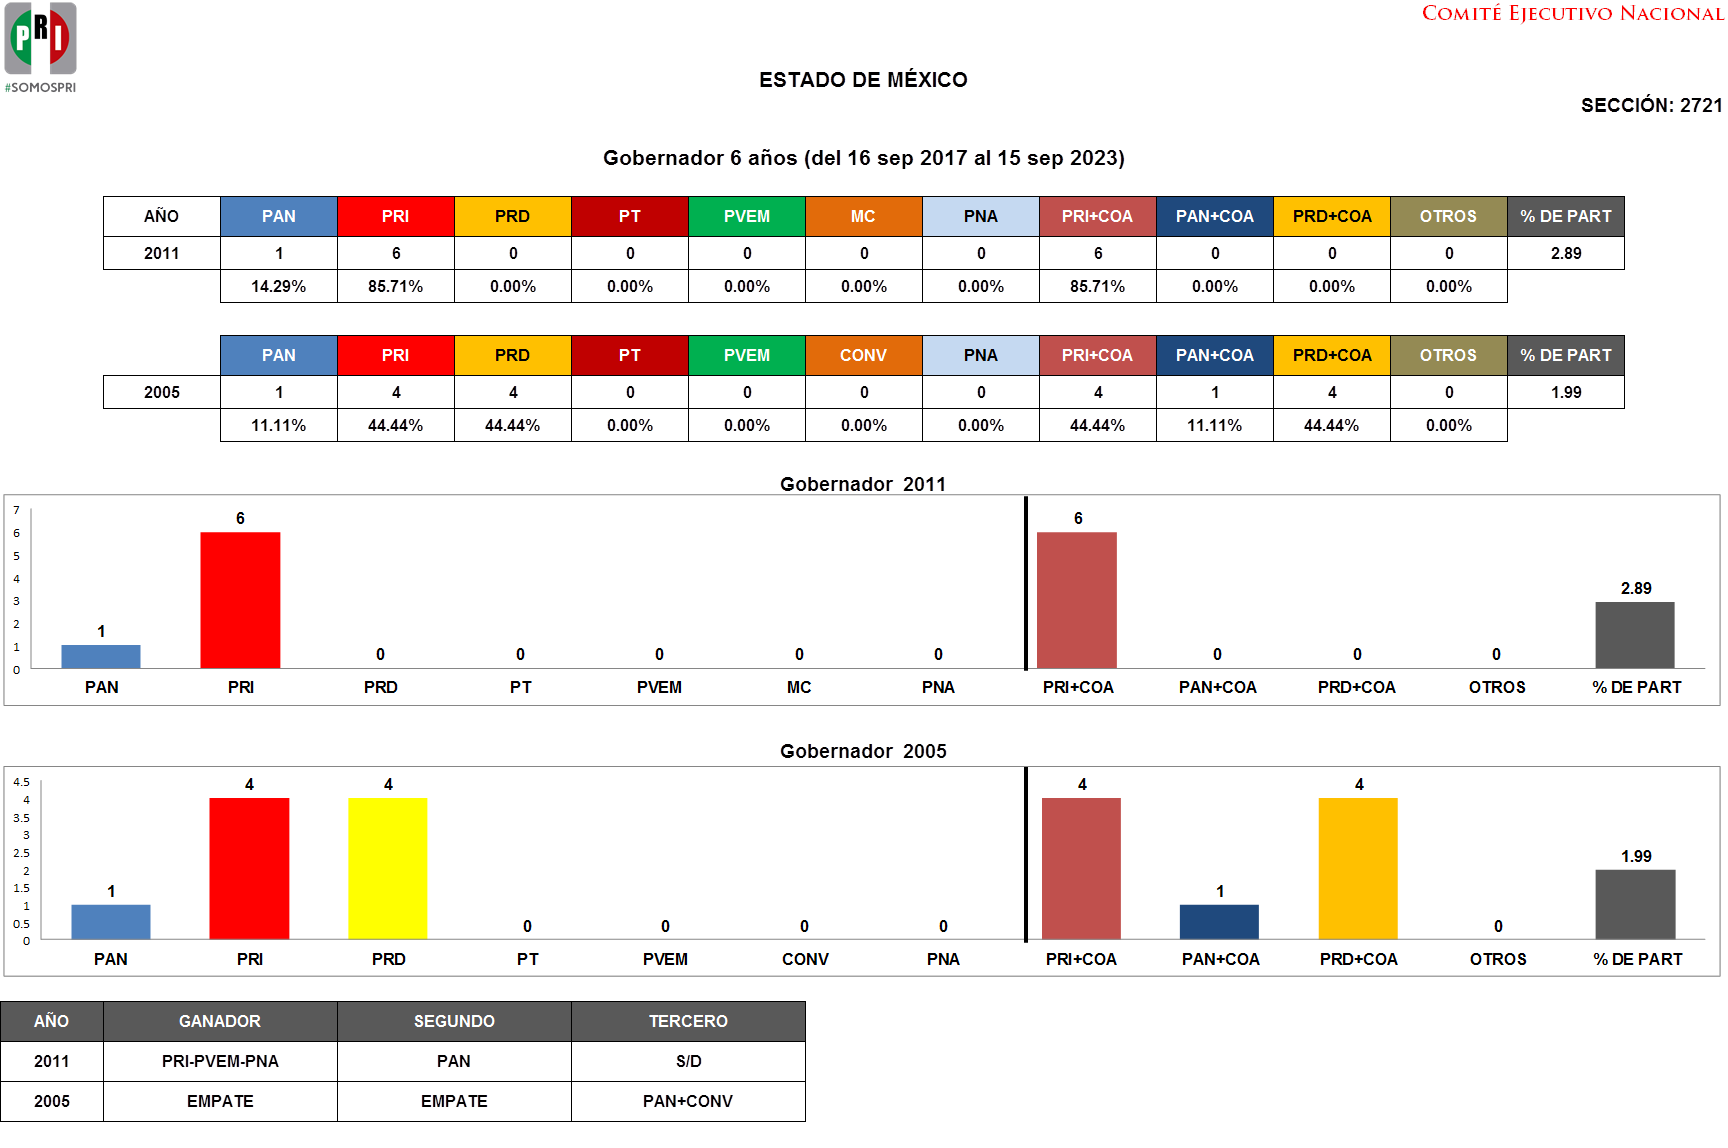 PRI
#SOMOSPRI
COMITÉ EJECUTIVO NACIONAL
ESTADO DE MÉXICO
SECCIÓN: 2721
Gobernador 6 años (del 16 sep 2017 al 15 sep 2023)
AÑO PAN PRI PRD PT PVEM MC PNA PRI+COA PAN+COA PRD+COA OTROS % DE PART
2011 1 6 0 0 0 0 0 6 0 0 0 2.89
14.29% 85.71% 0.00% 0.00% 0.00% 0.00% 0.00% 85.71% 0.00% 0.00% 0.00%
PAN PRI PRD PT PVEM CONV PNA PRI+COA PAN+COA PRD+COA OTROS % DE PART
2005 1 4 4 0 0 0 0 4 1 4 0 1.99
11.11% 44.44% 44.44% 0.00% 0.00% 0.00% 0.00% 44.44% 11.11% 44.44% 0.00%
Gobernador 2011
7
6
5
4
3
2
1
0
1 6 0 0 0 0 0 6 0 0 0 2.89
PAN PRI PRD PT PVEM MC PNA PRI+COA PAN+COA PRD+COA OTROS % DE PART
Gobernador 2005
4.5
4
3.5
3
2.5
2
1.5
1
0.5
0
1 4 4 0 0 0 0 4 1 4 0 1.99
PAN PRI PRD PT PVEM CONV PNA PRI+COA PAN+COA PRD+COA OTROS % DE PART
AÑO GANADOR SEGUNDO TERCERO
2011 PRI-PVEM-PNA PAN S/D
2005 EMPATE EMPATE PAN+CONV